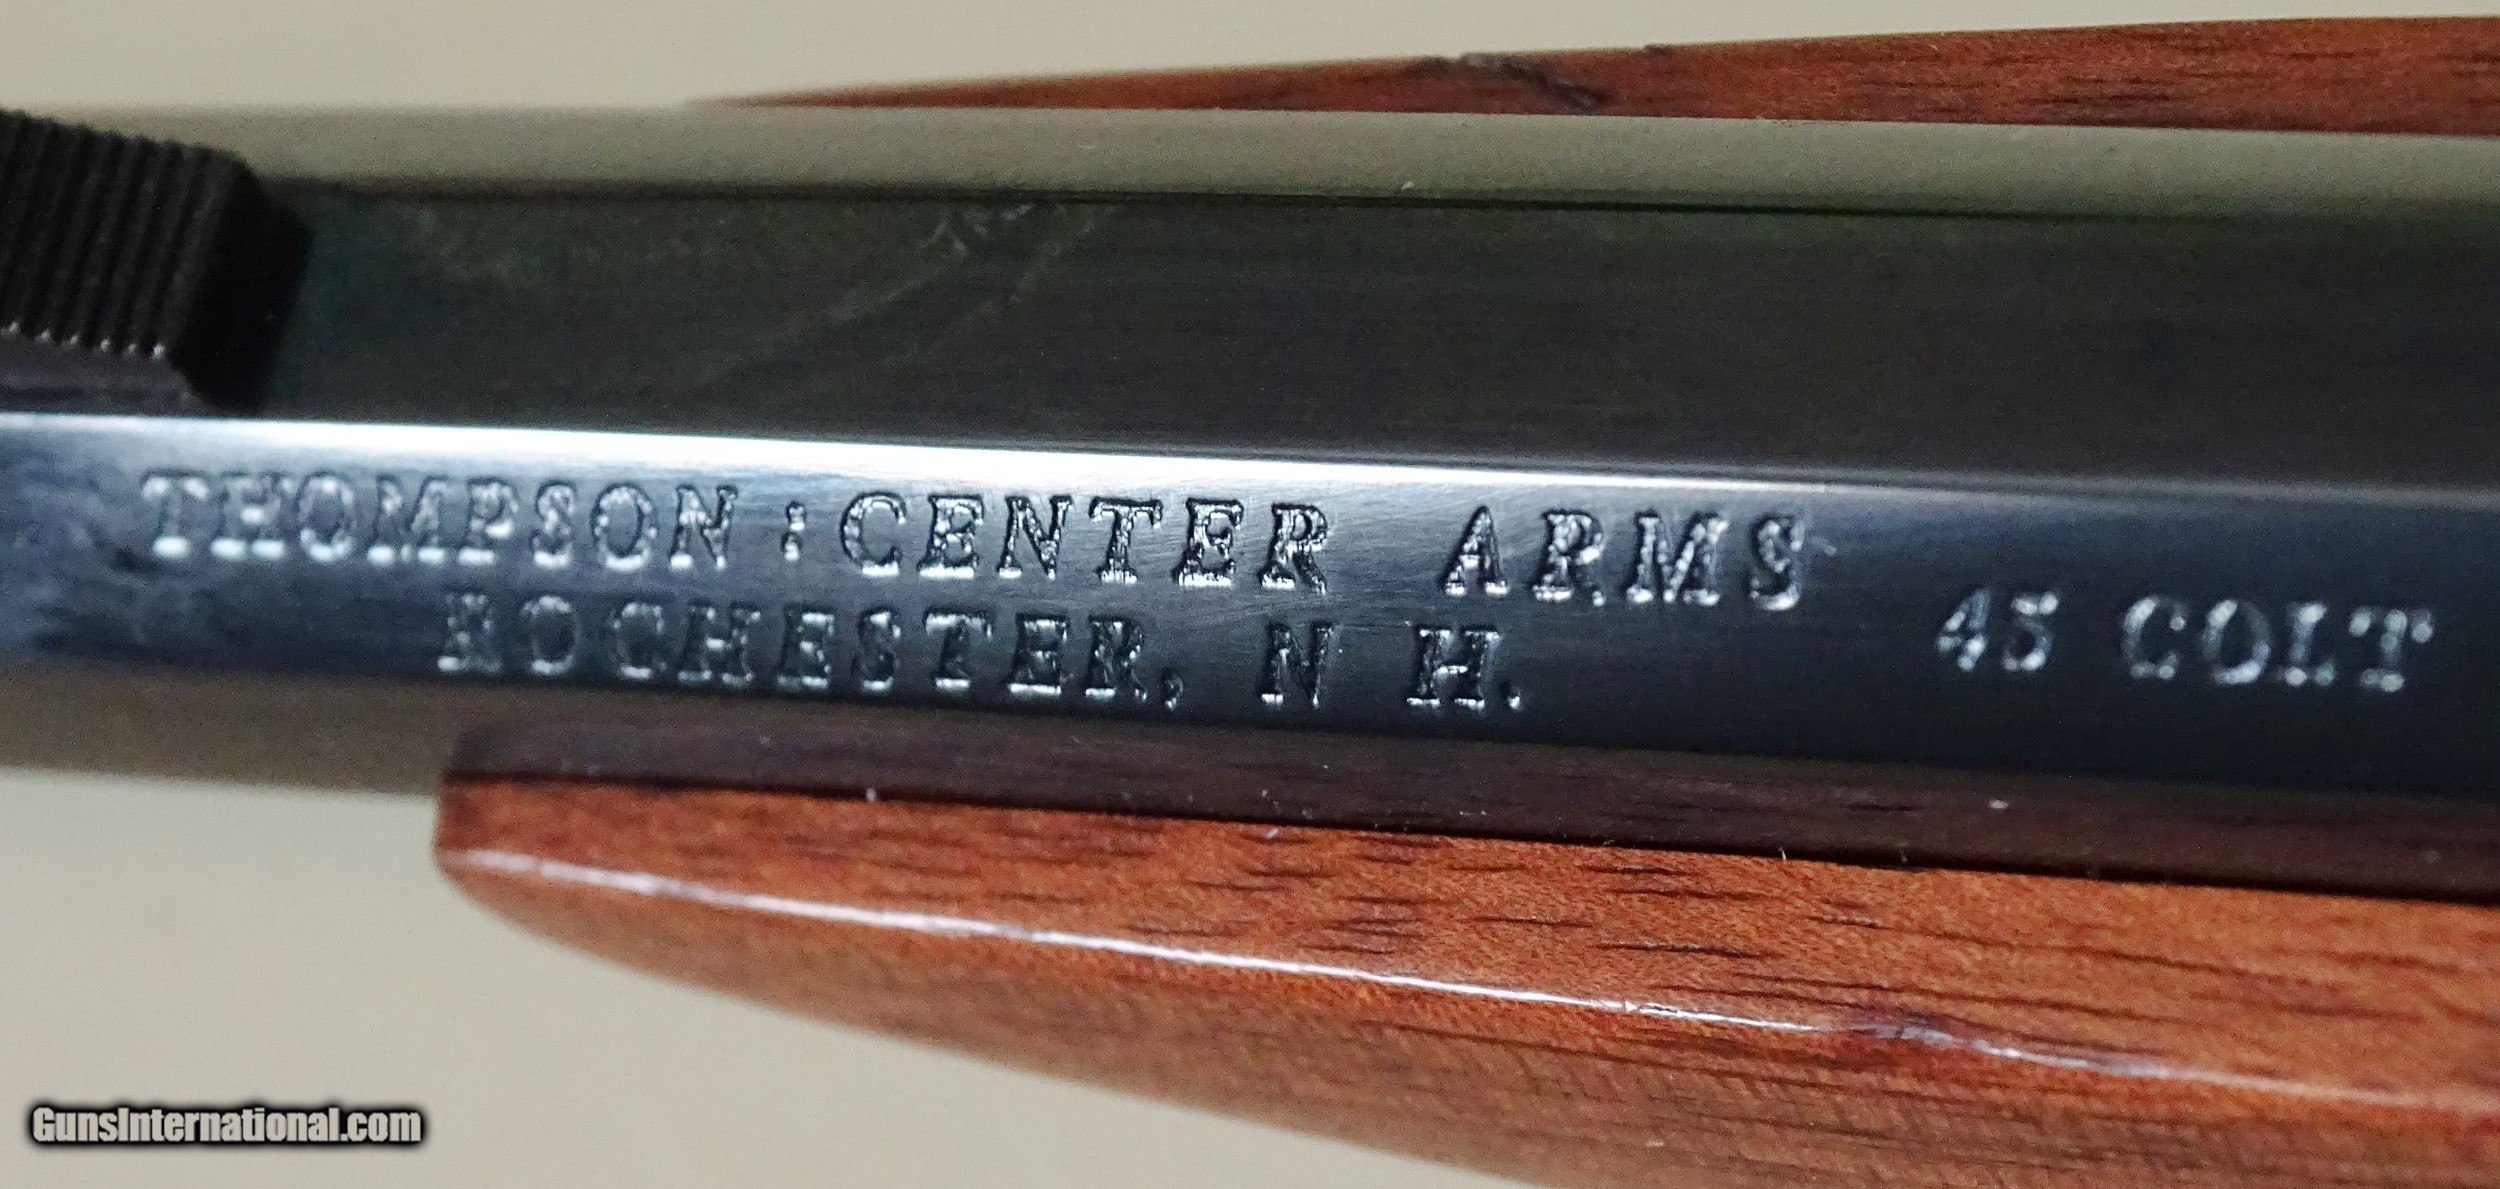 THOMPSON : CENTER ARMS
ROCHESTER, N H.
45 COLT
GunsInternational.com